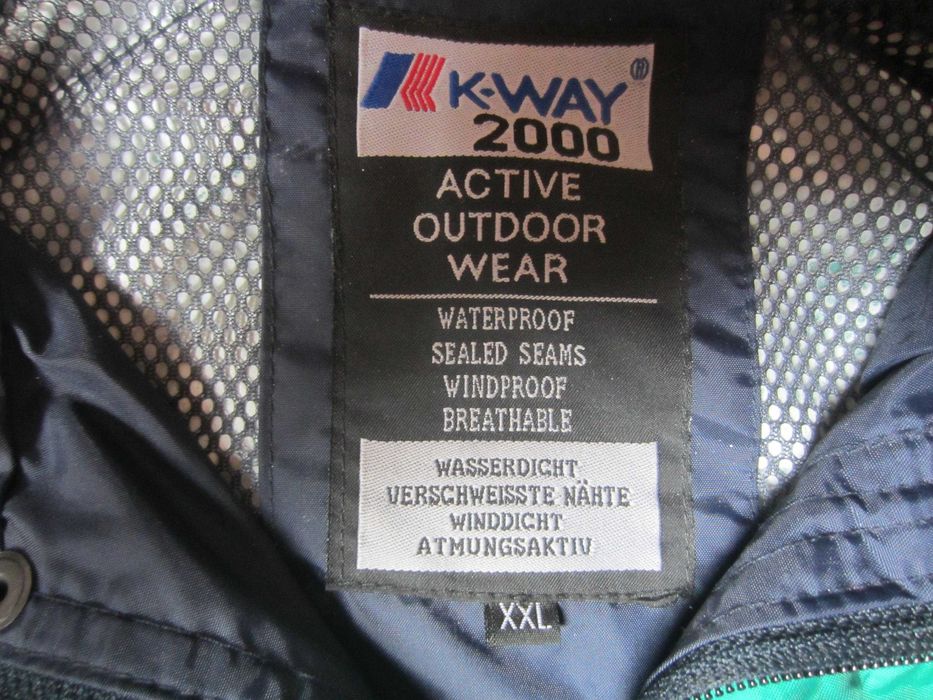 K-WAY ®
2000
ACTIVE
OUTDOOR
WEAR
WATERPROOF
SEALED SEAMS
WINDPROOF
BREATHABLE
WASSERDICHT
VERSCHWEISSTE NÄHTE
WINDDICHT
ATMUNGSAKTIV
XXL